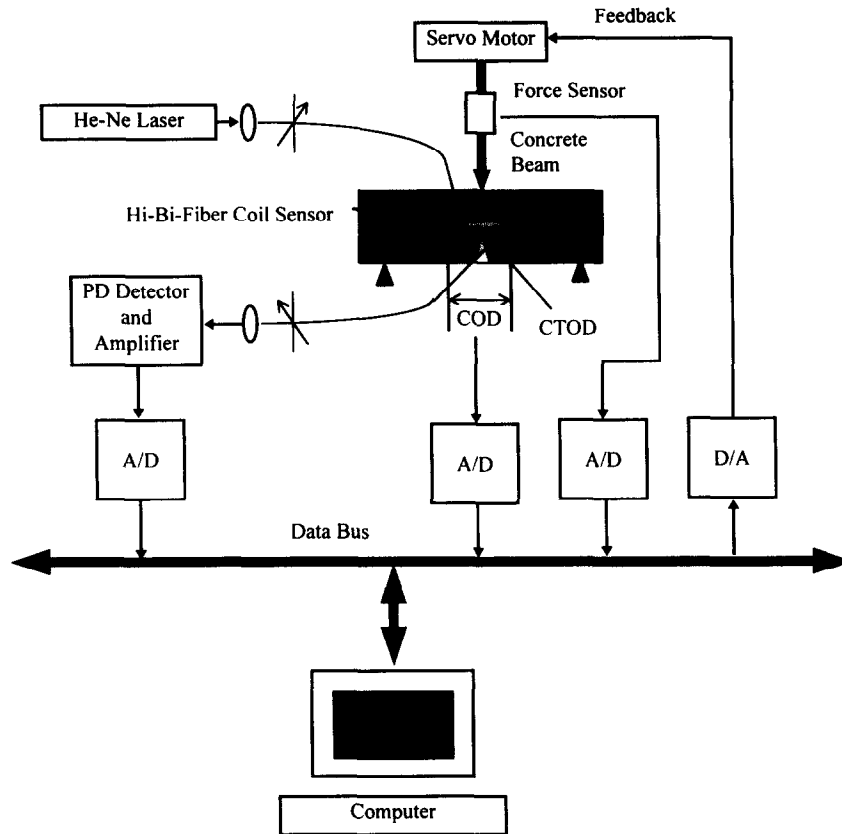 Feedback
Servo Motor
Force Sensor
He-Ne Laser
Concrete
Beam
Hi-Bi-Fiber Coil Sensor
PD Detector
and
Amplifier
COD
CTOD
A/D
A/D
A/D
D/A
Data Bus
Computer